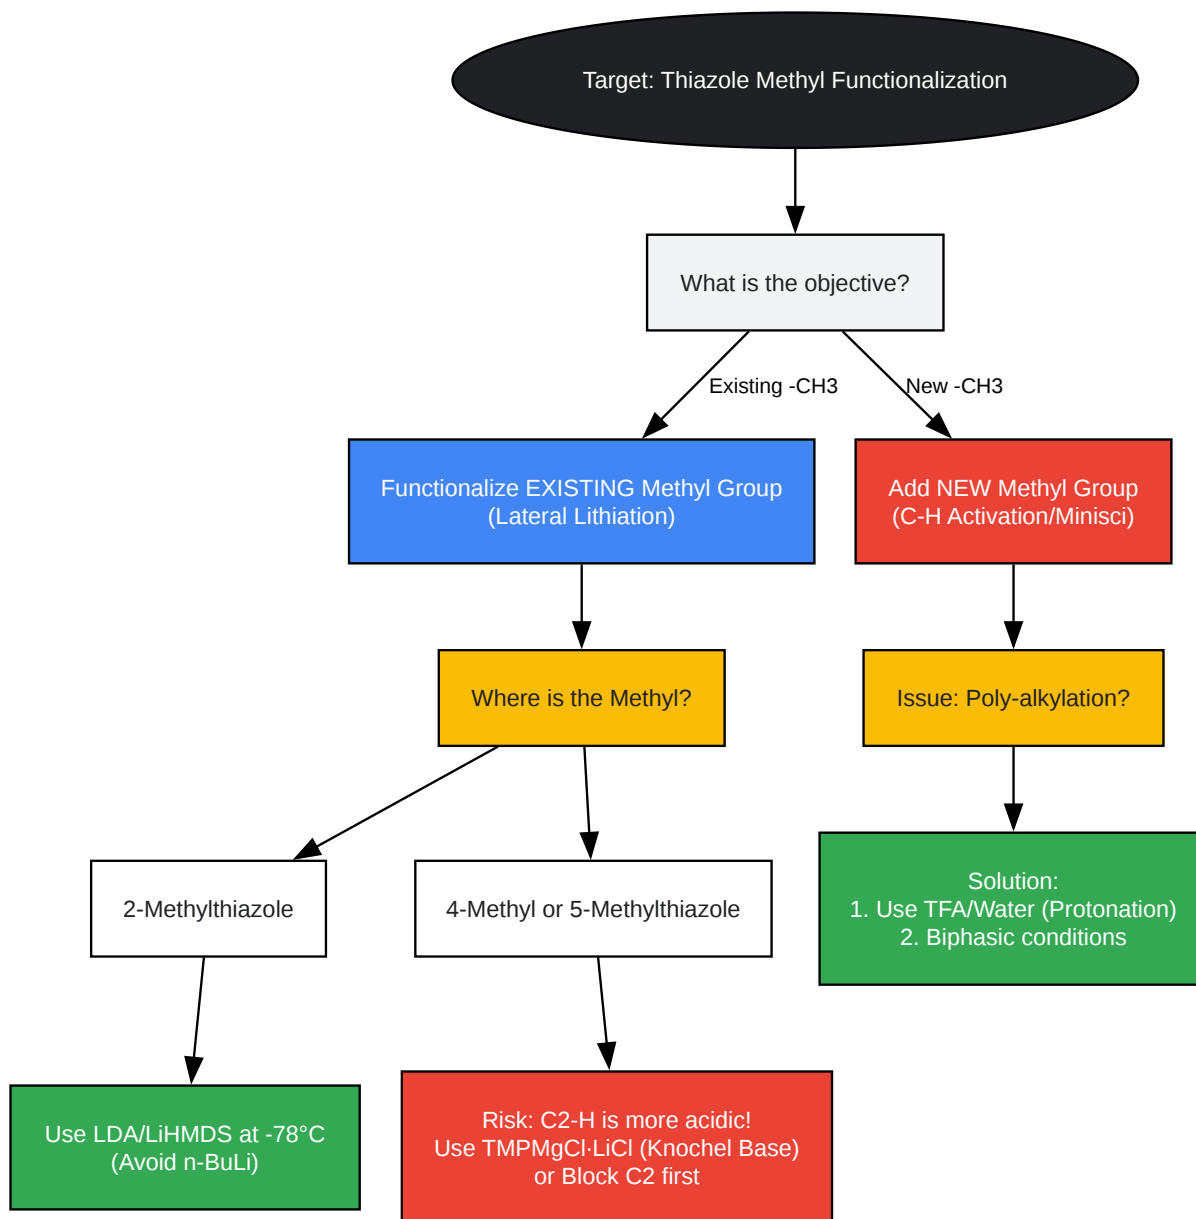 Target: Thiazole Methyl Functionalization
What is the objective?
Existing -CH3
New -CH3
Functionalize EXISTING Methyl Group
(Lateral Lithiation)
Add NEW Methyl Group
(C-H Activation/Minisci)
Where is the Methyl?
Issue: Poly-alkylation?
2-Methylthiazole
4-Methyl or 5-Methylthiazole
Solution:
1. Use TFA/Water (Protonation)
2. Biphasic conditions
Use LDA/LiHMDS at -78°C
(Avoid n-BuLi)
Risk: C2-H is more acidic!
Use TMPMgCl·LiCl (Knochel Base)
or Block C2 first